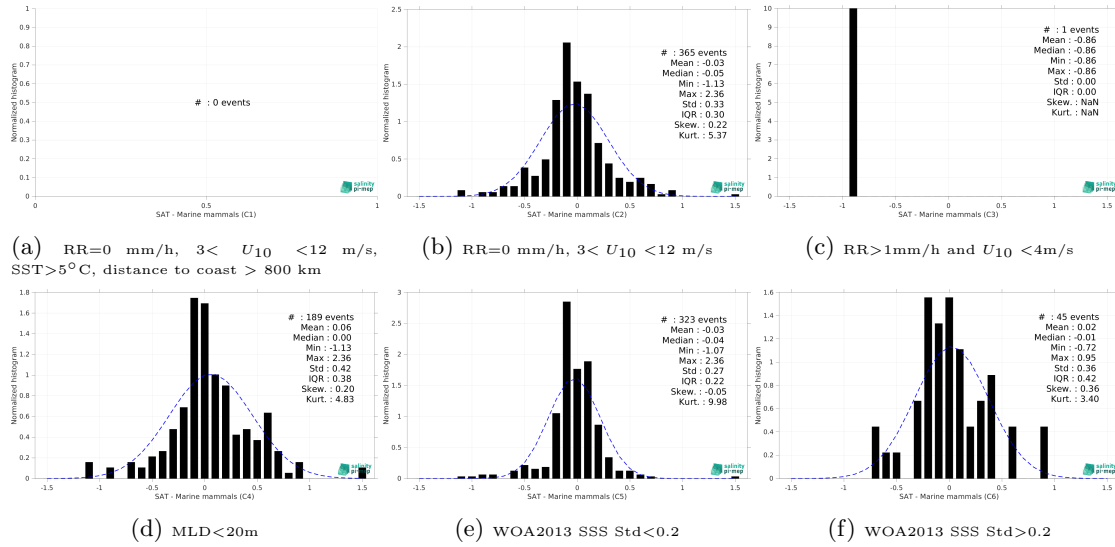 Normalized histogram
1
0.9
0.8
0.7
0.6
0.5
0.4
0.3
0.2
0.1
0
# : 0 events
salinity
pi-mep
0 0.5 1
SAT - Marine mammals (C1)
(a) RR=0 mm/h, 3< U10 <12 m/s,
SST>5°C, distance to coast > 800 km
Normalized histogram
2.5
2
1.5
1
0.5
0
# : 365 events
Mean : -0.03
Median : -0.05
Min : -1.13
Max : 2.36
Std : 0.33
IQR : 0.30
Skew. : 0.22
Kurt. : 5.37
salinity
pi-mep
-1.5 -1 -0.5 0 0.5 1 1.5
SAT - Marine mammals (C2)
(b) RR=0 mm/h, 3< U10 <12 m/s
Normalized histogram
10
9
8
7
6
5
4
3
2
1
0
# : 1 events
Mean : -0.86
Median : -0.86
Min : -0.86
Max : -0.86
Std : 0.00
IQR : 0.00
Skew. : NaN
Kurt. : NaN
salinity
pi-mep
-1.5 -1 -0.5 0 0.5 1 1.5
SAT - Marine mammals (C3)
(c) RR>1mm/h and U10 <4m/s
Normalized histogram
1.8
1.6
1.4
1.2
1
0.8
0.6
0.4
0.2
0
# : 189 events
Mean : 0.06
Median : 0.00
Min : -1.13
Max : 2.36
Std : 0.42
IQR : 0.38
Skew. : 0.20
Kurt. : 4.83
salinity
pi-mep
-1.5 -1 -0.5 0 0.5 1 1.5
SAT - Marine mammals (C4)
(d) MLD<20m
Normalized histogram
3
2.5
2
1.5
1
0.5
0
# : 323 events
Mean : -0.03
Median : -0.04
Min : -1.07
Max : 2.36
Std : 0.27
IQR : 0.22
Skew. : -0.05
Kurt. : 9.98
salinity
pi-mep
-1.5 -1 -0.5 0 0.5 1 1.5
SAT - Marine mammals (C5)
(e) WOA2013 SSS Std<0.2
Normalized histogram
1.6
1.4
1.2
1
0.8
0.6
0.4
0.2
0
# : 45 events
Mean : 0.02
Median : -0.01
Min : -0.72
Max : 0.95
Std : 0.36
IQR : 0.42
Skew. : 0.36
Kurt. : 3.40
salinity
pi-mep
-1.5 -1 -0.5 0 0.5 1 1.5
SAT - Marine mammals (C6)
(f) WOA2013 SSS Std>0.2